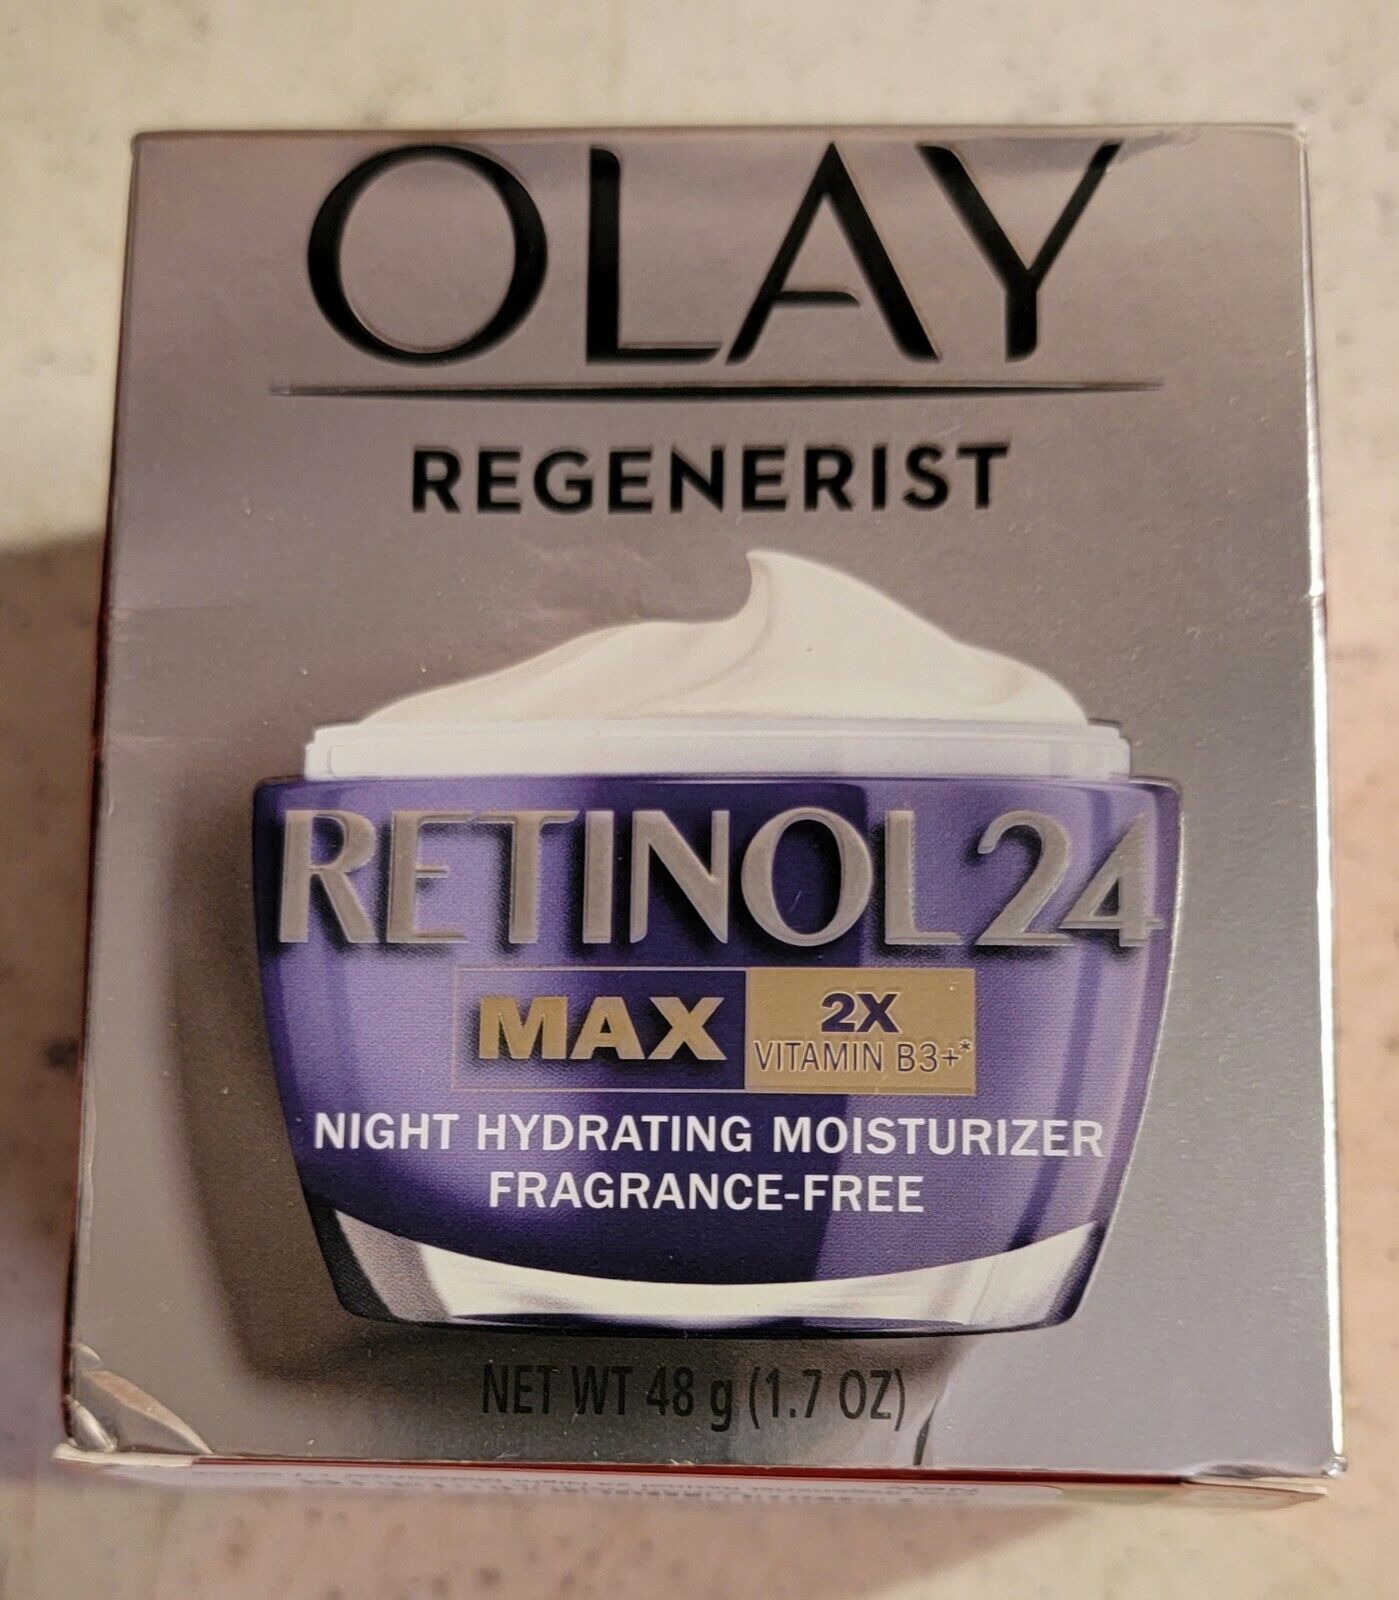 OLAY
REGENERIST
RETINOL24
MAX
2X
VITAMIN B3+*
NIGHT HYDRATING MOISTURIZER
FRAGRANCE-FREE
NET WT 48 g (1.7 OZ)